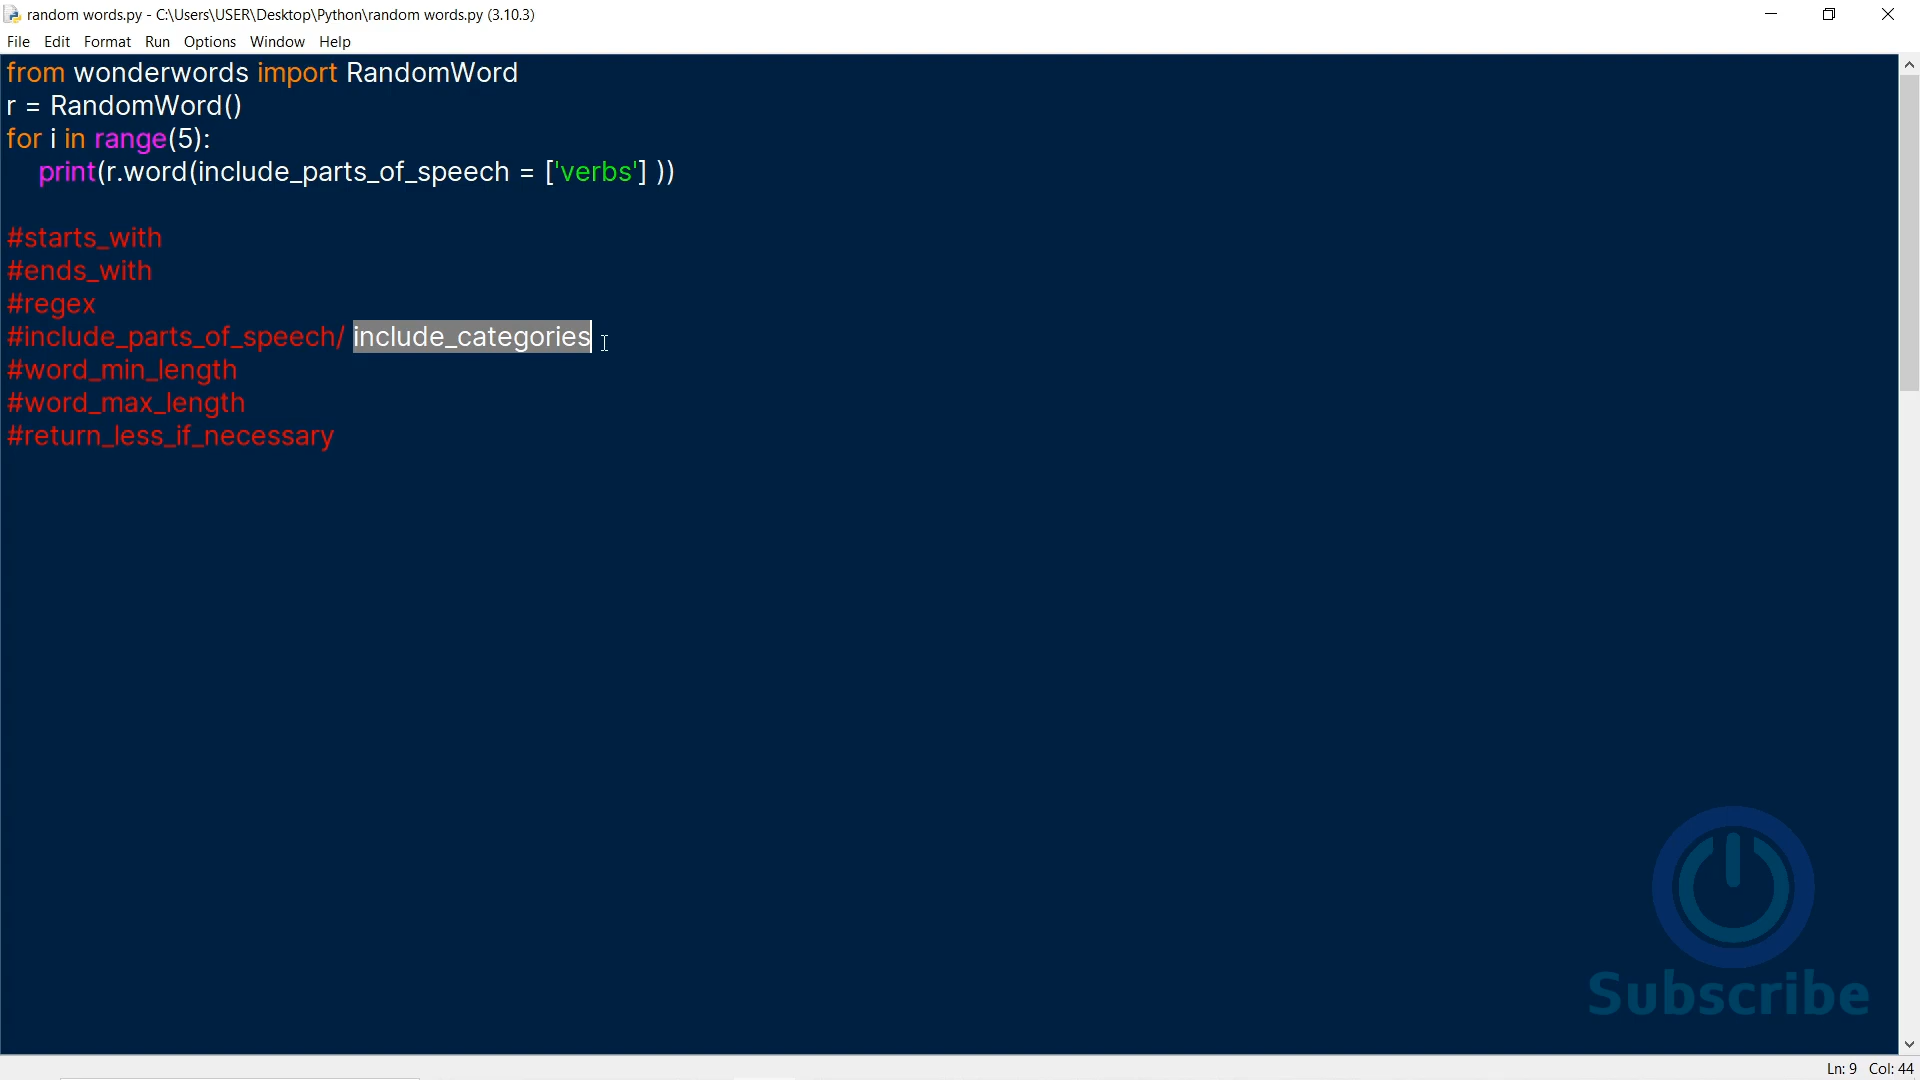 random words.py - C:\Users\USER\Desktop\Python\random words.py (3.10.3)
File Edit Format Run Options Window Help
from wonderwords import RandomWord
r = RandomWord()
for i in range(5):
    print(r.word(include_parts_of_speech = ['verbs'] ))
#starts_with
#ends_with
#regex
#include_parts_of_speech/ include_categories
#word_min_length
#word_max_length
#return_less_if_necessary
Subscribe
Ln: 9 Col: 44